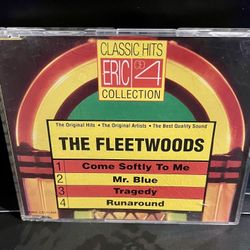 CLASSIC HITS
ERIC CD 4
COLLECTION
The Original Hits • The Original Artists • The Best Quality Sound
THE FLEETWOODS
1 Come Softly To Me
2 Mr. Blue
3 Tragedy
4 Runaround